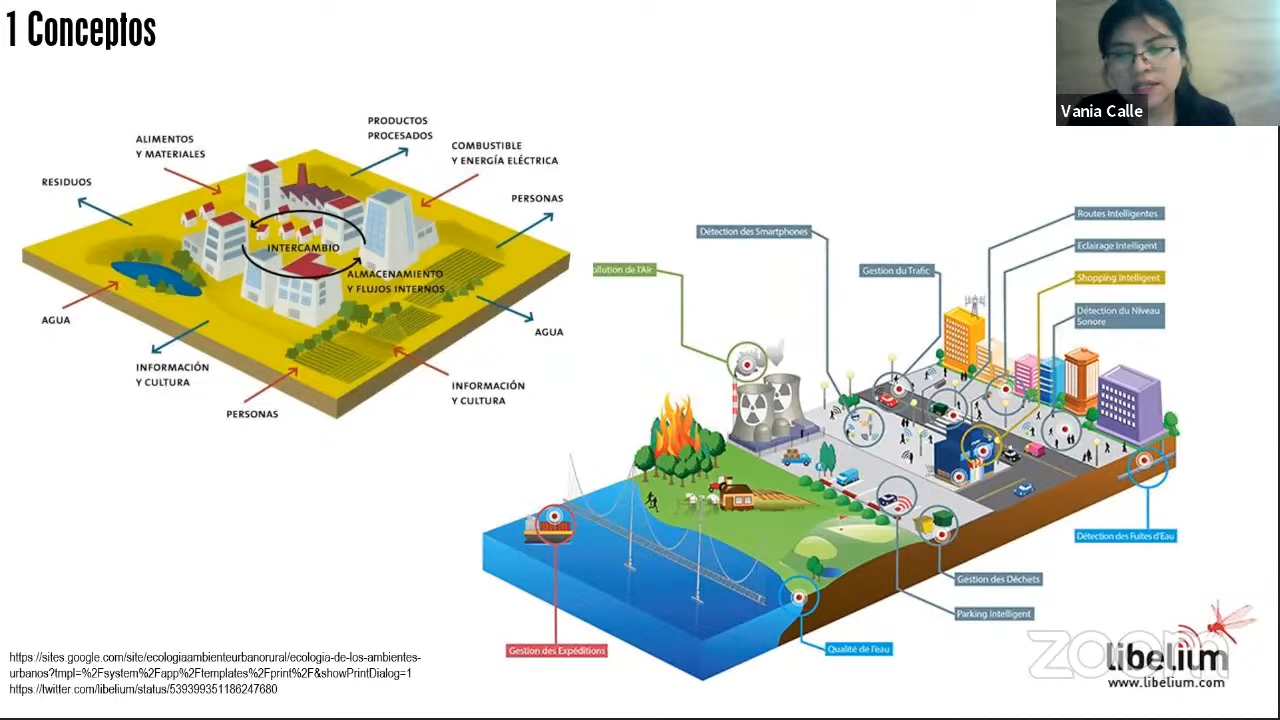 1 Conceptos
Vania Calle
PRODUCTOS
PROCESADOS
ALIMENTOS
Y MATERIALES
COMBUSTIBLE
Y ENERGÍA ELÉCTRICA
RESIDUOS
PERSONAS
INTERCAMBIO
ALMACENAMIENTO
Y FLUJOS INTERNOS
AGUA
AGUA
INFORMACIÓN
Y CULTURA
INFORMACIÓN
Y CULTURA
PERSONAS
Routes Intelligentes
Détection des Smartphones
Eclairage Intelligent
ollution de l'Air
Gestion du Trafic
Shopping Intelligent
Détection du Niveau
Sonore
Détection des Fuites d'Eau
Gestion des Déchets
Parking Intelligent
Gestion des Expéditions
Qualité de l'eau
https://sites.google.com/site/elmedioambienteurbanorural/ecologia-de-los-ambientes-
urbanos?tmpl=%2Fsystem%2Fapp%2Ftemplates%2Fprint%2F&showPrintDialog=1
https://twitter.com/libelium/status/539399351186247680
zoom
libelium
www.libelium.com